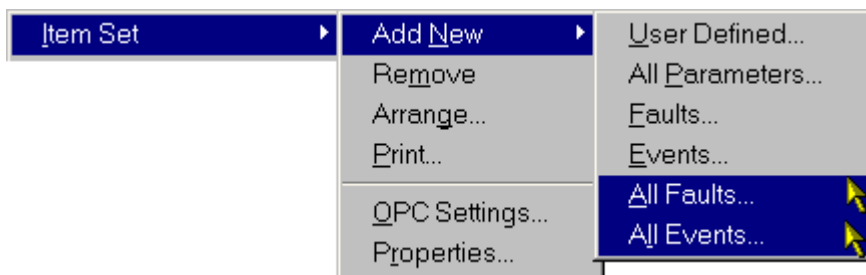 Item Set
Add New
Remove
Arrange...
Print...
OPC Settings...
Properties...
User Defined...
All Parameters...
Faults...
Events...
All Faults...
All Events...